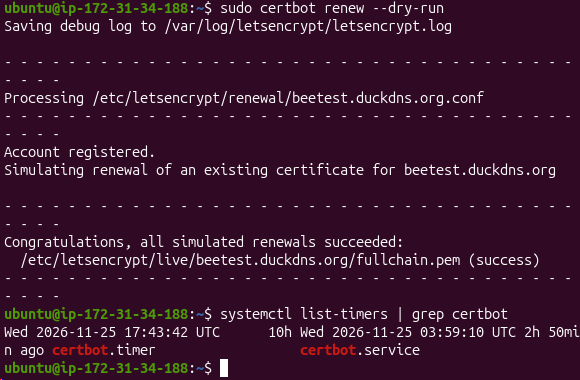 ubuntu@ip-172-31-34-188:~$ sudo certbot renew --dry-run
Saving debug log to /var/log/letsencrypt/letsencrypt.log
- - - - - - - - - - - - - - - - - - - - - - - - - - - - - - - - - - - -
- - - -
Processing /etc/letsencrypt/renewal/beetest.duckdns.org.conf
- - - - - - - - - - - - - - - - - - - - - - - - - - - - - - - - - - - -
- - - -
Account registered.
Simulating renewal of an existing certificate for beetest.duckdns.org
- - - - - - - - - - - - - - - - - - - - - - - - - - - - - - - - - - - -
- - - -
Congratulations, all simulated renewals succeeded:
  /etc/letsencrypt/live/beetest.duckdns.org/fullchain.pem (success)
- - - - - - - - - - - - - - - - - - - - - - - - - - - - - - - - - - - -
- - - -
ubuntu@ip-172-31-34-188:~$ systemctl list-timers | grep certbot
Wed 2026-11-25 17:43:42 UTC      10h Wed 2026-11-25 03:59:10 UTC 2h 50mi
n ago certbot.timer                  certbot.service
ubuntu@ip-172-31-34-188:~$